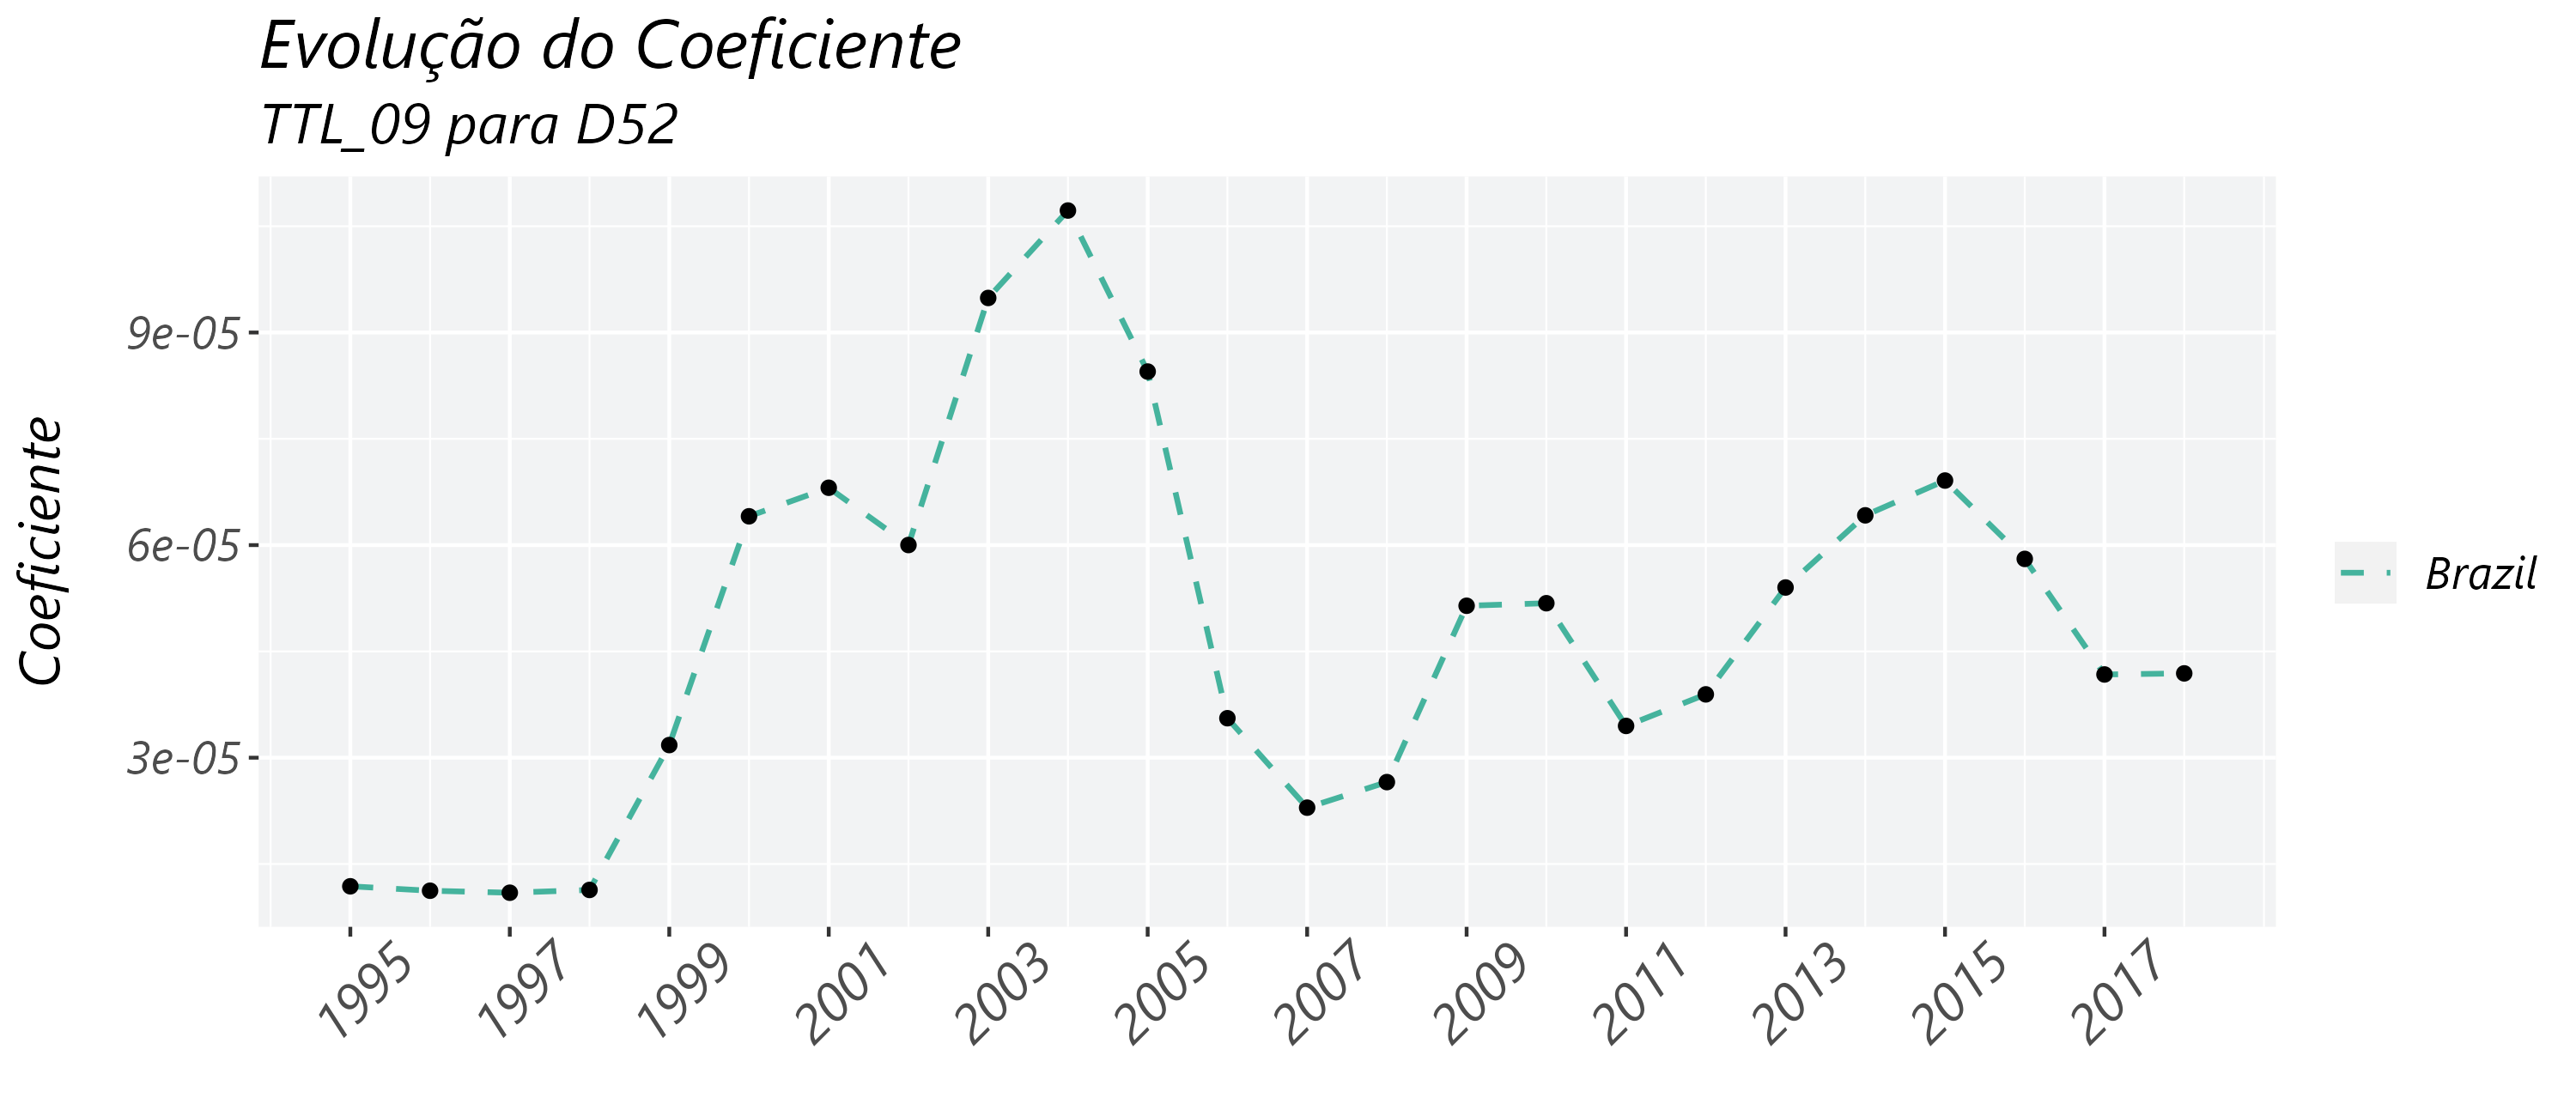 Evolução do Coeficiente
TTL_09 para D52
Coeficiente
9e-05
6e-05
3e-05
1995
1997
1999
2001
2003
2005
2007
2009
2011
2013
2015
2017
Brazil